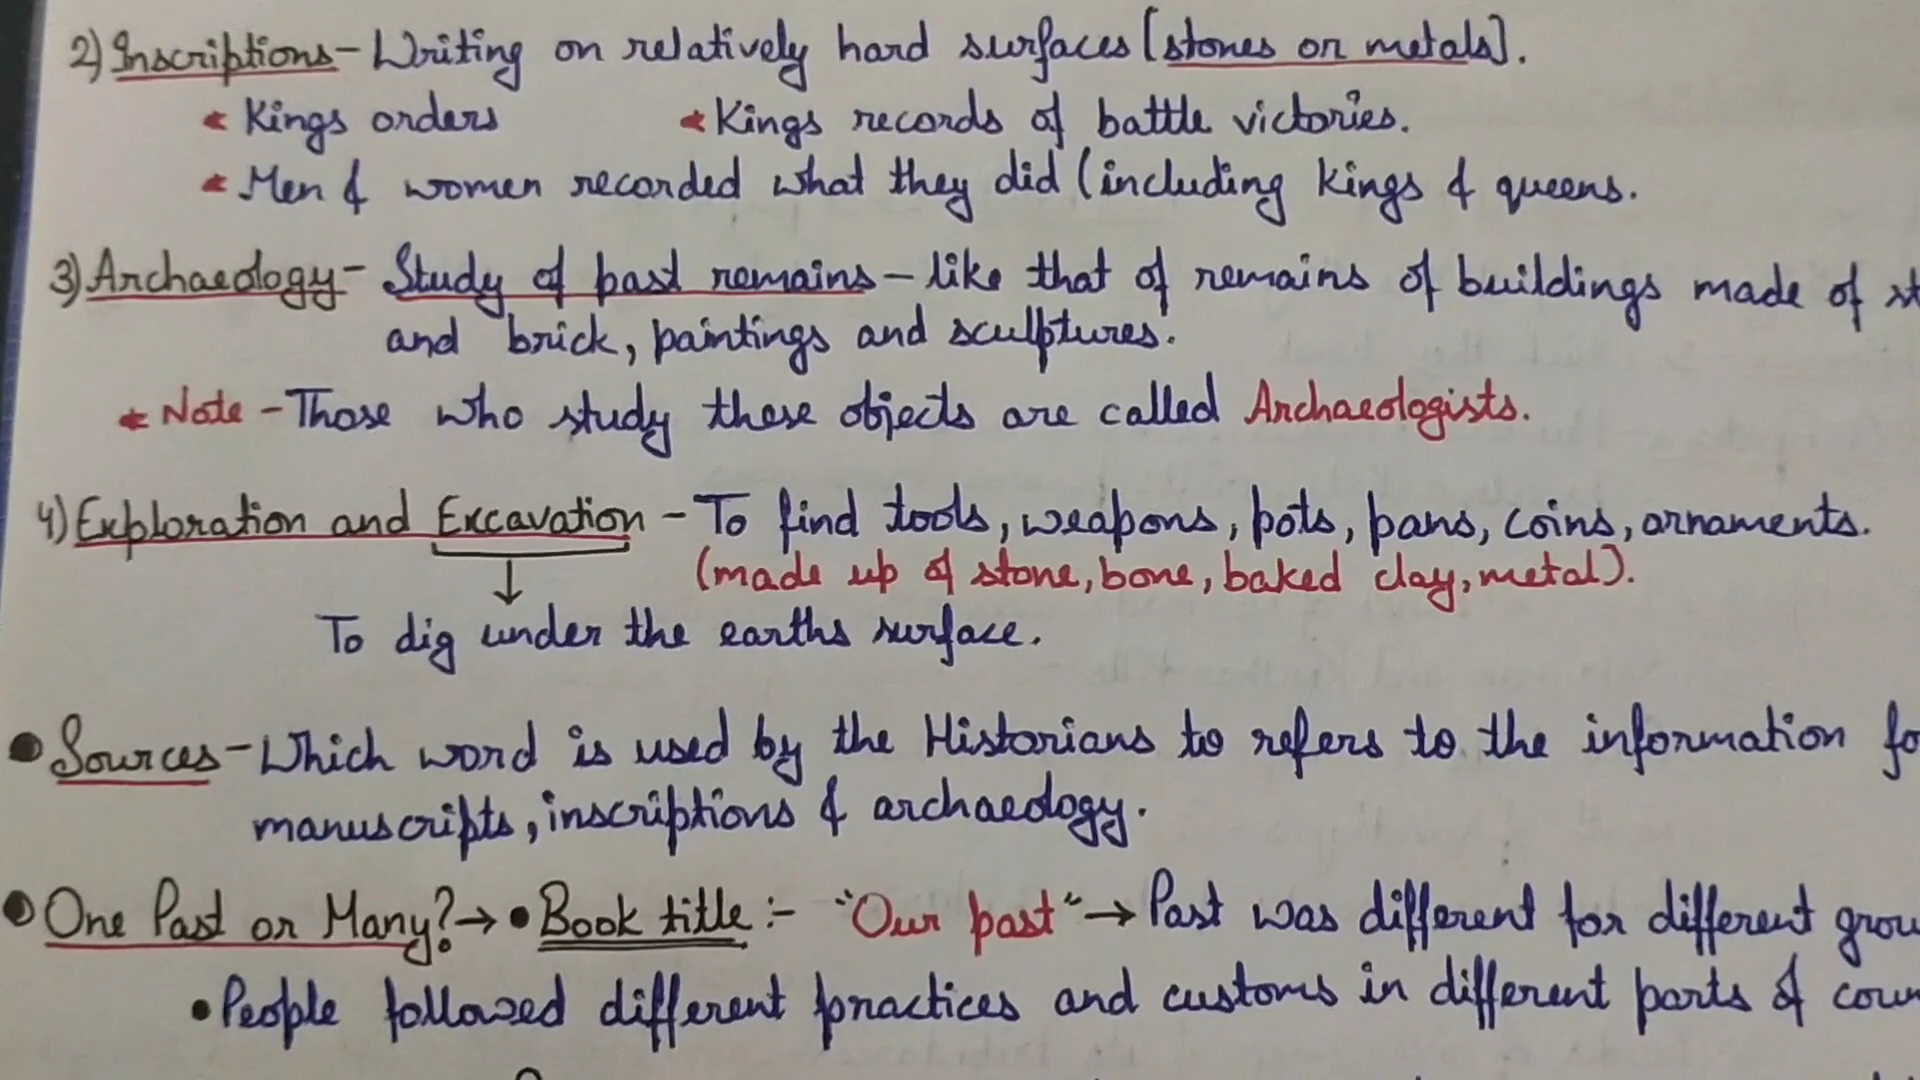 2) Inscriptions - Writing on relatively hard surfaces [stones or metals].
* Kings orders * Kings records of battle victories.
* Men & women recorded what they did (including kings & queens.
3) Archaeology - Study of past remains - like that of remains of buildings made of st
and brick, paintings and sculptures.
* Note - Those who study these objects are called Archaeologists.
4) Exploration and Excavation - To find tools, weapons, pots, pans, coins, ornaments.
(made up of stone, bone, baked clay, metal).
↓
To dig under the earths surface.
• Sources - Which word is used by the Historians to refers to the information fo
manuscripts, inscriptions & archaeology.
• One Past or Many? → • Book title :- "Our past" → Past was different for different grou
• People followed different practices and customs in different parts of coun